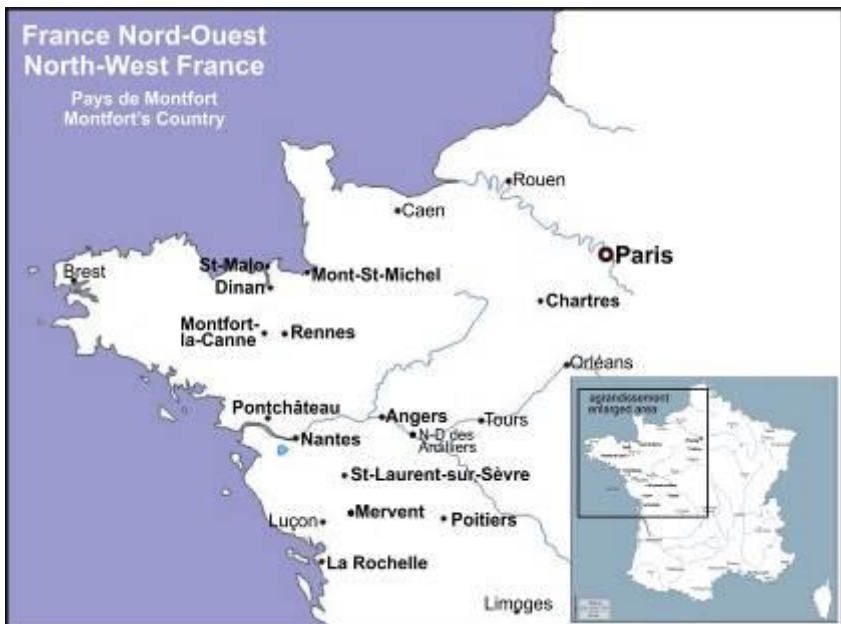 France Nord-Ouest
North-West France
Pays de Montfort
Montfort's Country
Rouen
Caen
Paris
St-Malo
Brest
Mont-St-Michel
Dinan
Chartres
Montfort-
la-Canne
Rennes
Orléans
agrandissement
enlarged area
Pontchâteau
Angers
Tours
N-D des
Ardilliers
Nantes
St-Laurent-sur-Sèvre
Mervent
Luçon
Poitiers
La Rochelle
Limoges